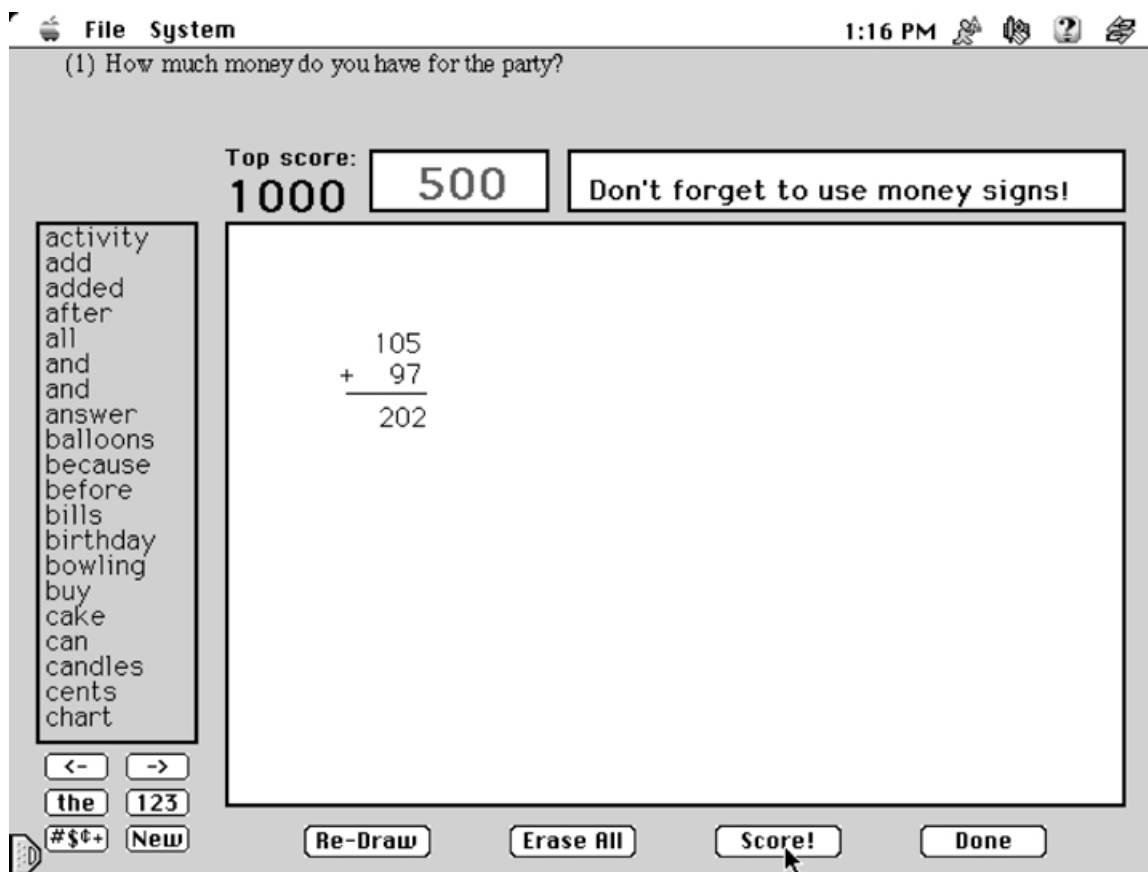 File System 1:16 PM
(1) How much money do you have for the party?
Top score:
1000
500
Don't forget to use money signs!
activity
add
added
after
all
and
and
answer
balloons
because
before
bills
birthday
bowling
buy
cake
can
candles
cents
chart
105
+ 97
202
<- ->
the 123
#$¢+ New
Re-Draw Erase All Score! Done